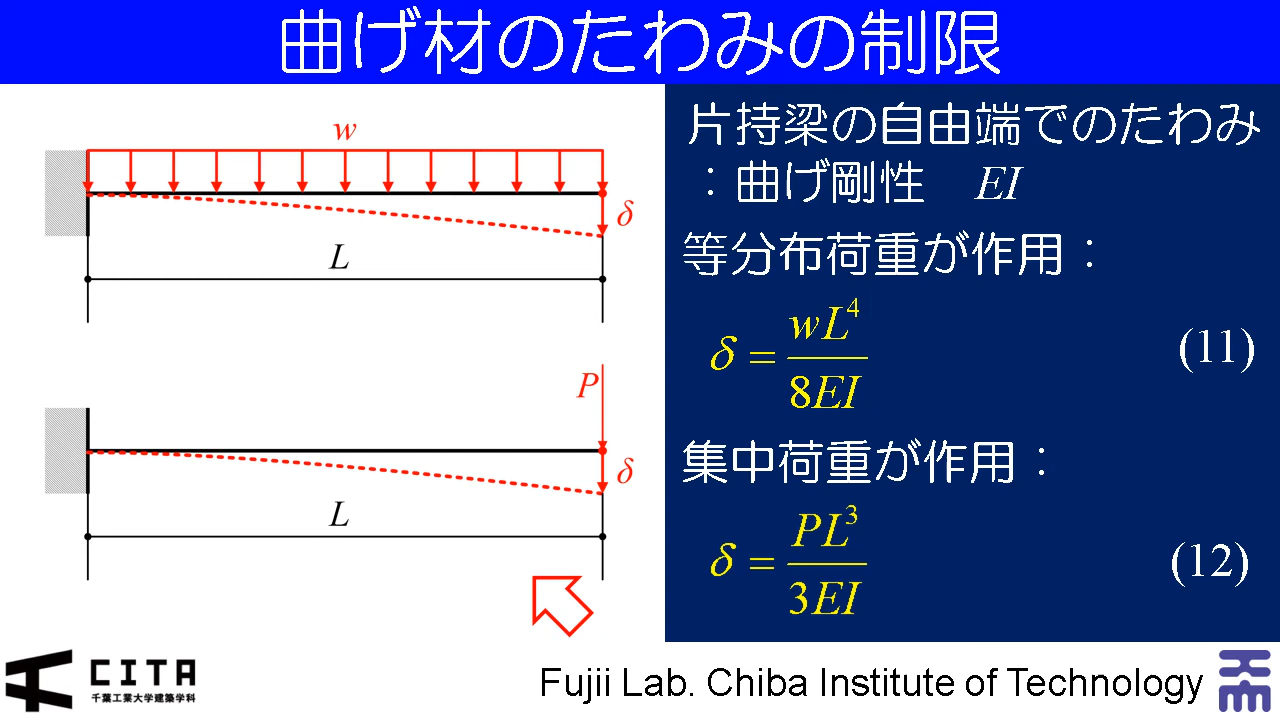 曲げ材のたわみの制限
w
δ
L
P
δ
L
片持梁の自由端でのたわみ
：曲げ剛性　EI
等分布荷重が作用：
δ = wL⁴ / 8EI (11)
集中荷重が作用：
δ = PL³ / 3EI (12)
CITA
千葉工業大学建築学科
Fujii Lab. Chiba Institute of Technology